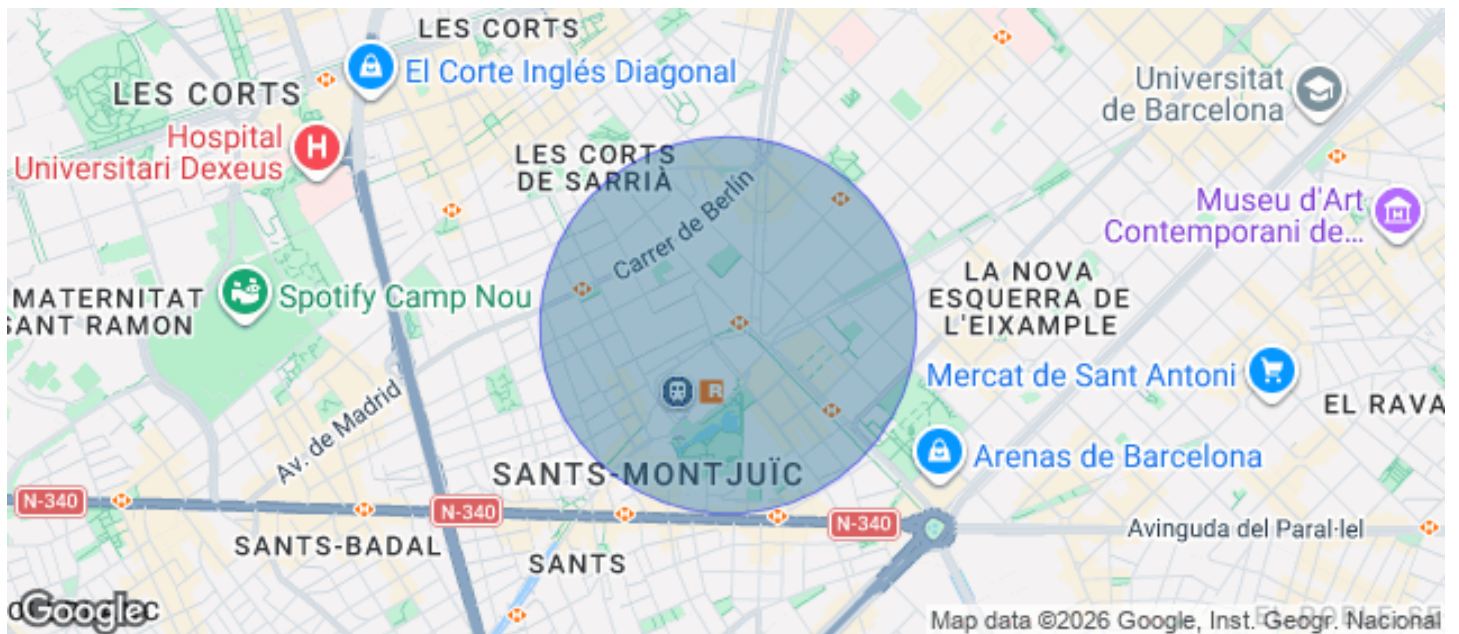 LES CORTS
El Corte Inglés Diagonal
LES CORTS
Hospital
Universitari Dexeus
H
Universitat
de Barcelona
LES CORTS
DE SARRIÀ
Carrer de Berlín
Museu d'Art
Contemporani de...
MATERNITAT
SANT RAMON
Spotify Camp Nou
LA NOVA
ESQUERRA DE
L'EIXAMPLE
Mercat de Sant Antoni
R
EL RAVA
Av. de Madrid
Arenas de Barcelona
SANTS-MONTJUÏC
N-340
N-340
N-340
Avinguda del Paral·lel
SANTS-BADAL
SANTS
Google
Map data ©2026 Google, Inst. Geogr. Nacional